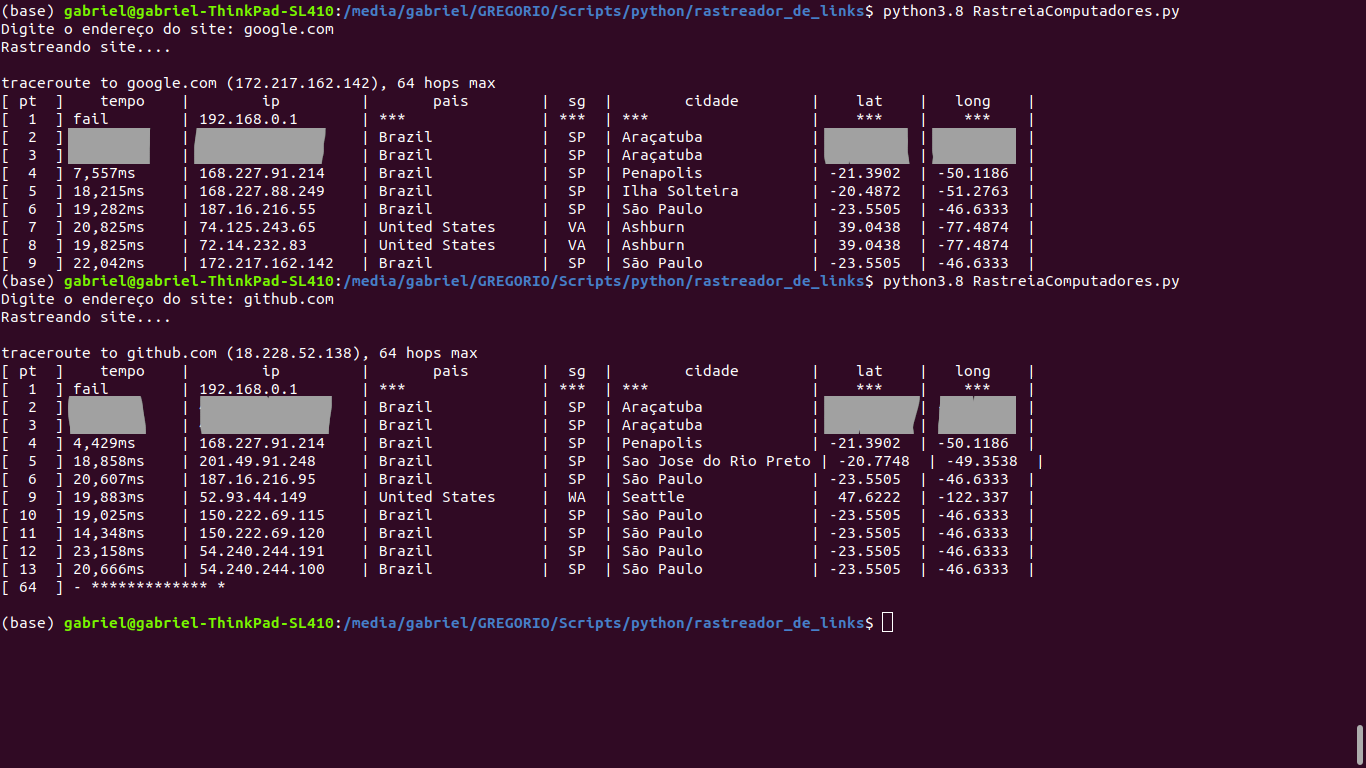 (base) gabriel@gabriel-ThinkPad-SL410:/media/gabriel/GREGORIO/Scripts/python/rastreador_de_links$ python3.8 RastreiaComputadores.py
Digite o endereço do site: google.com
Rastreando site....
traceroute to google.com (172.217.162.142), 64 hops max
[ pt  ]    tempo    |        ip         |       pais        |  sg  |        cidade        |    lat    |   long    |
[  1  ] fail        | 192.168.0.1       | ***               | ***  | ***                  |    ***    |    ***    |
[  2  ]             |                   | Brazil            |  SP  | Araçatuba            |           |           |
[  3  ]             |                   | Brazil            |  SP  | Araçatuba            |           |           |
[  4  ] 7,557ms     | 168.227.91.214    | Brazil            |  SP  | Penapolis            | -21.3902  | -50.1186  |
[  5  ] 18,215ms    | 168.227.88.249    | Brazil            |  SP  | Ilha Solteira        | -20.4872  | -51.2763  |
[  6  ] 19,282ms    | 187.16.216.55     | Brazil            |  SP  | São Paulo            | -23.5505  | -46.6333  |
[  7  ] 20,825ms    | 74.125.243.65     | United States     |  VA  | Ashburn              |  39.0438  | -77.4874  |
[  8  ] 19,825ms    | 72.14.232.83      | United States     |  VA  | Ashburn              |  39.0438  | -77.4874  |
[  9  ] 22,042ms    | 172.217.162.142   | Brazil            |  SP  | São Paulo            | -23.5505  | -46.6333  |
(base) gabriel@gabriel-ThinkPad-SL410:/media/gabriel/GREGORIO/Scripts/python/rastreador_de_links$ python3.8 RastreiaComputadores.py
Digite o endereço do site: github.com
Rastreando site....
traceroute to github.com (18.228.52.138), 64 hops max
[ pt  ]    tempo    |        ip         |       pais        |  sg  |        cidade        |    lat    |   long    |
[  1  ] fail        | 192.168.0.1       | ***               | ***  | ***                  |    ***    |    ***    |
[  2  ]             |                   | Brazil            |  SP  | Araçatuba            |           |           |
[  3  ]             |                   | Brazil            |  SP  | Araçatuba            |           |           |
[  4  ] 4,429ms     | 168.227.91.214    | Brazil            |  SP  | Penapolis            | -21.3902  | -50.1186  |
[  5  ] 18,858ms    | 201.49.91.248     | Brazil            |  SP  | Sao Jose do Rio Preto | -20.7748  | -49.3538  |
[  6  ] 20,607ms    | 187.16.216.95     | Brazil            |  SP  | São Paulo            | -23.5505  | -46.6333  |
[  9  ] 19,883ms    | 52.93.44.149      | United States     |  WA  | Seattle              |  47.6222  | -122.337  |
[ 10  ] 19,025ms    | 150.222.69.115    | Brazil            |  SP  | São Paulo            | -23.5505  | -46.6333  |
[ 11  ] 14,348ms    | 150.222.69.120    | Brazil            |  SP  | São Paulo            | -23.5505  | -46.6333  |
[ 12  ] 23,158ms    | 54.240.244.191    | Brazil            |  SP  | São Paulo            | -23.5505  | -46.6333  |
[ 13  ] 20,666ms    | 54.240.244.100    | Brazil            |  SP  | São Paulo            | -23.5505  | -46.6333  |
[ 64  ] - ************* *
(base) gabriel@gabriel-ThinkPad-SL410:/media/gabriel/GREGORIO/Scripts/python/rastreador_de_links$